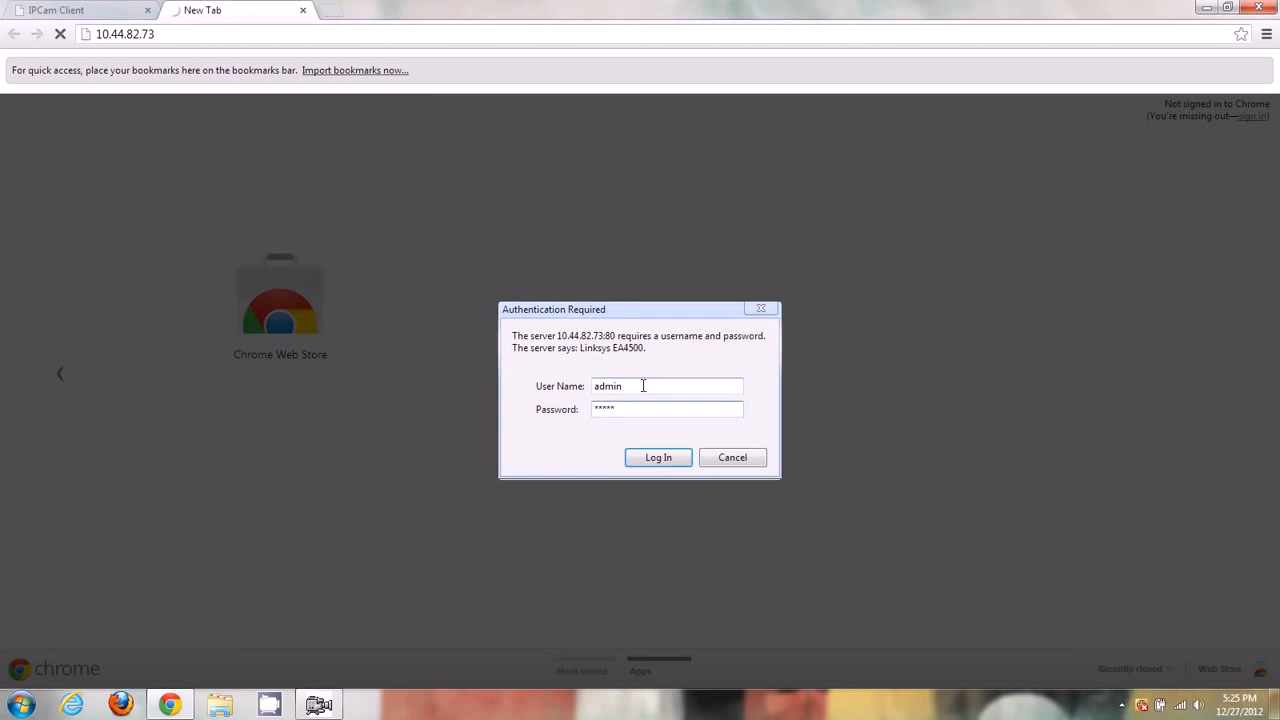 IPCam Client
New Tab
10.44.82.73
For quick access, place your bookmarks here on the bookmarks bar. Import bookmarks now...
Not signed in to Chrome
(You're missing out—sign in)
Chrome Web Store
Authentication Required
The server 10.44.82.73:80 requires a username and password.
The server says: Linksys EA4500.
User Name: admin
Password: *****
Log In Cancel
chrome
Most visited Apps
Recently closed Web Store
5:25 PM
12/27/2012